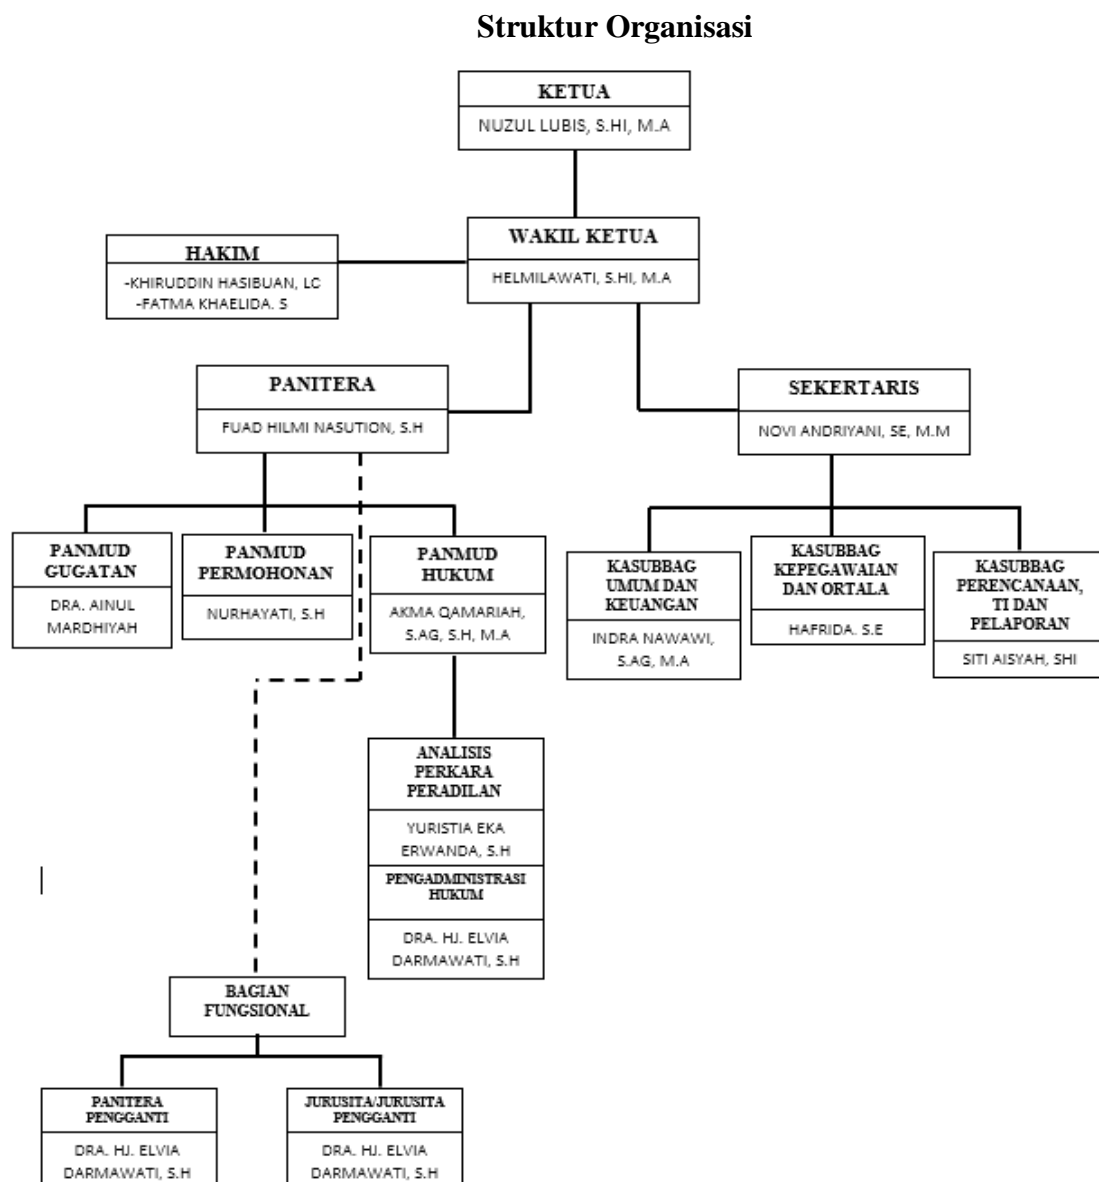 Struktur Organisasi
KETUA
NUZUL LUBIS, S.HI, M.A
WAKIL KETUA
HELMILAWATI, S.HI, M.A
HAKIM
-KHIRUDDIN HASIBUAN, LC
-FATMA KHAELIDA. S
PANITERA
FUAD HILMI NASUTION, S.H
SEKERTARIS
NOVI ANDRIYANI, SE, M.M
PANMUD
GUGATAN
DRA. AINUL
MARDHIYAH
PANMUD
PERMOHONAN
NURHAYATI, S.H
PANMUD
HUKUM
AKMA QAMARIAH,
S.AG, S.H, M.A
KASUBBAG
UMUM DAN
KEUANGAN
INDRA NAWAWI,
S.AG, M.A
KASUBBAG
KEPEGAWAIAN
DAN ORTALA
HAFRIDA. S.E
KASUBBAG
PERENCANAAN,
TI DAN
PELAPORAN
SITI AISYAH, SHI
ANALISIS
PERKARA
PERADILAN
YURISTIA EKA
ERWANDA, S.H
PENGADMINISTRASI
HUKUM
DRA. HJ. ELVIA
DARMAWATI, S.H
BAGIAN
FUNGSIONAL
PANITERA
PENGGANTI
DRA. HJ. ELVIA
DARMAWATI, S.H
JURUSITA/JURUSITA
PENGGANTI
DRA. HJ. ELVIA
DARMAWATI, S.H